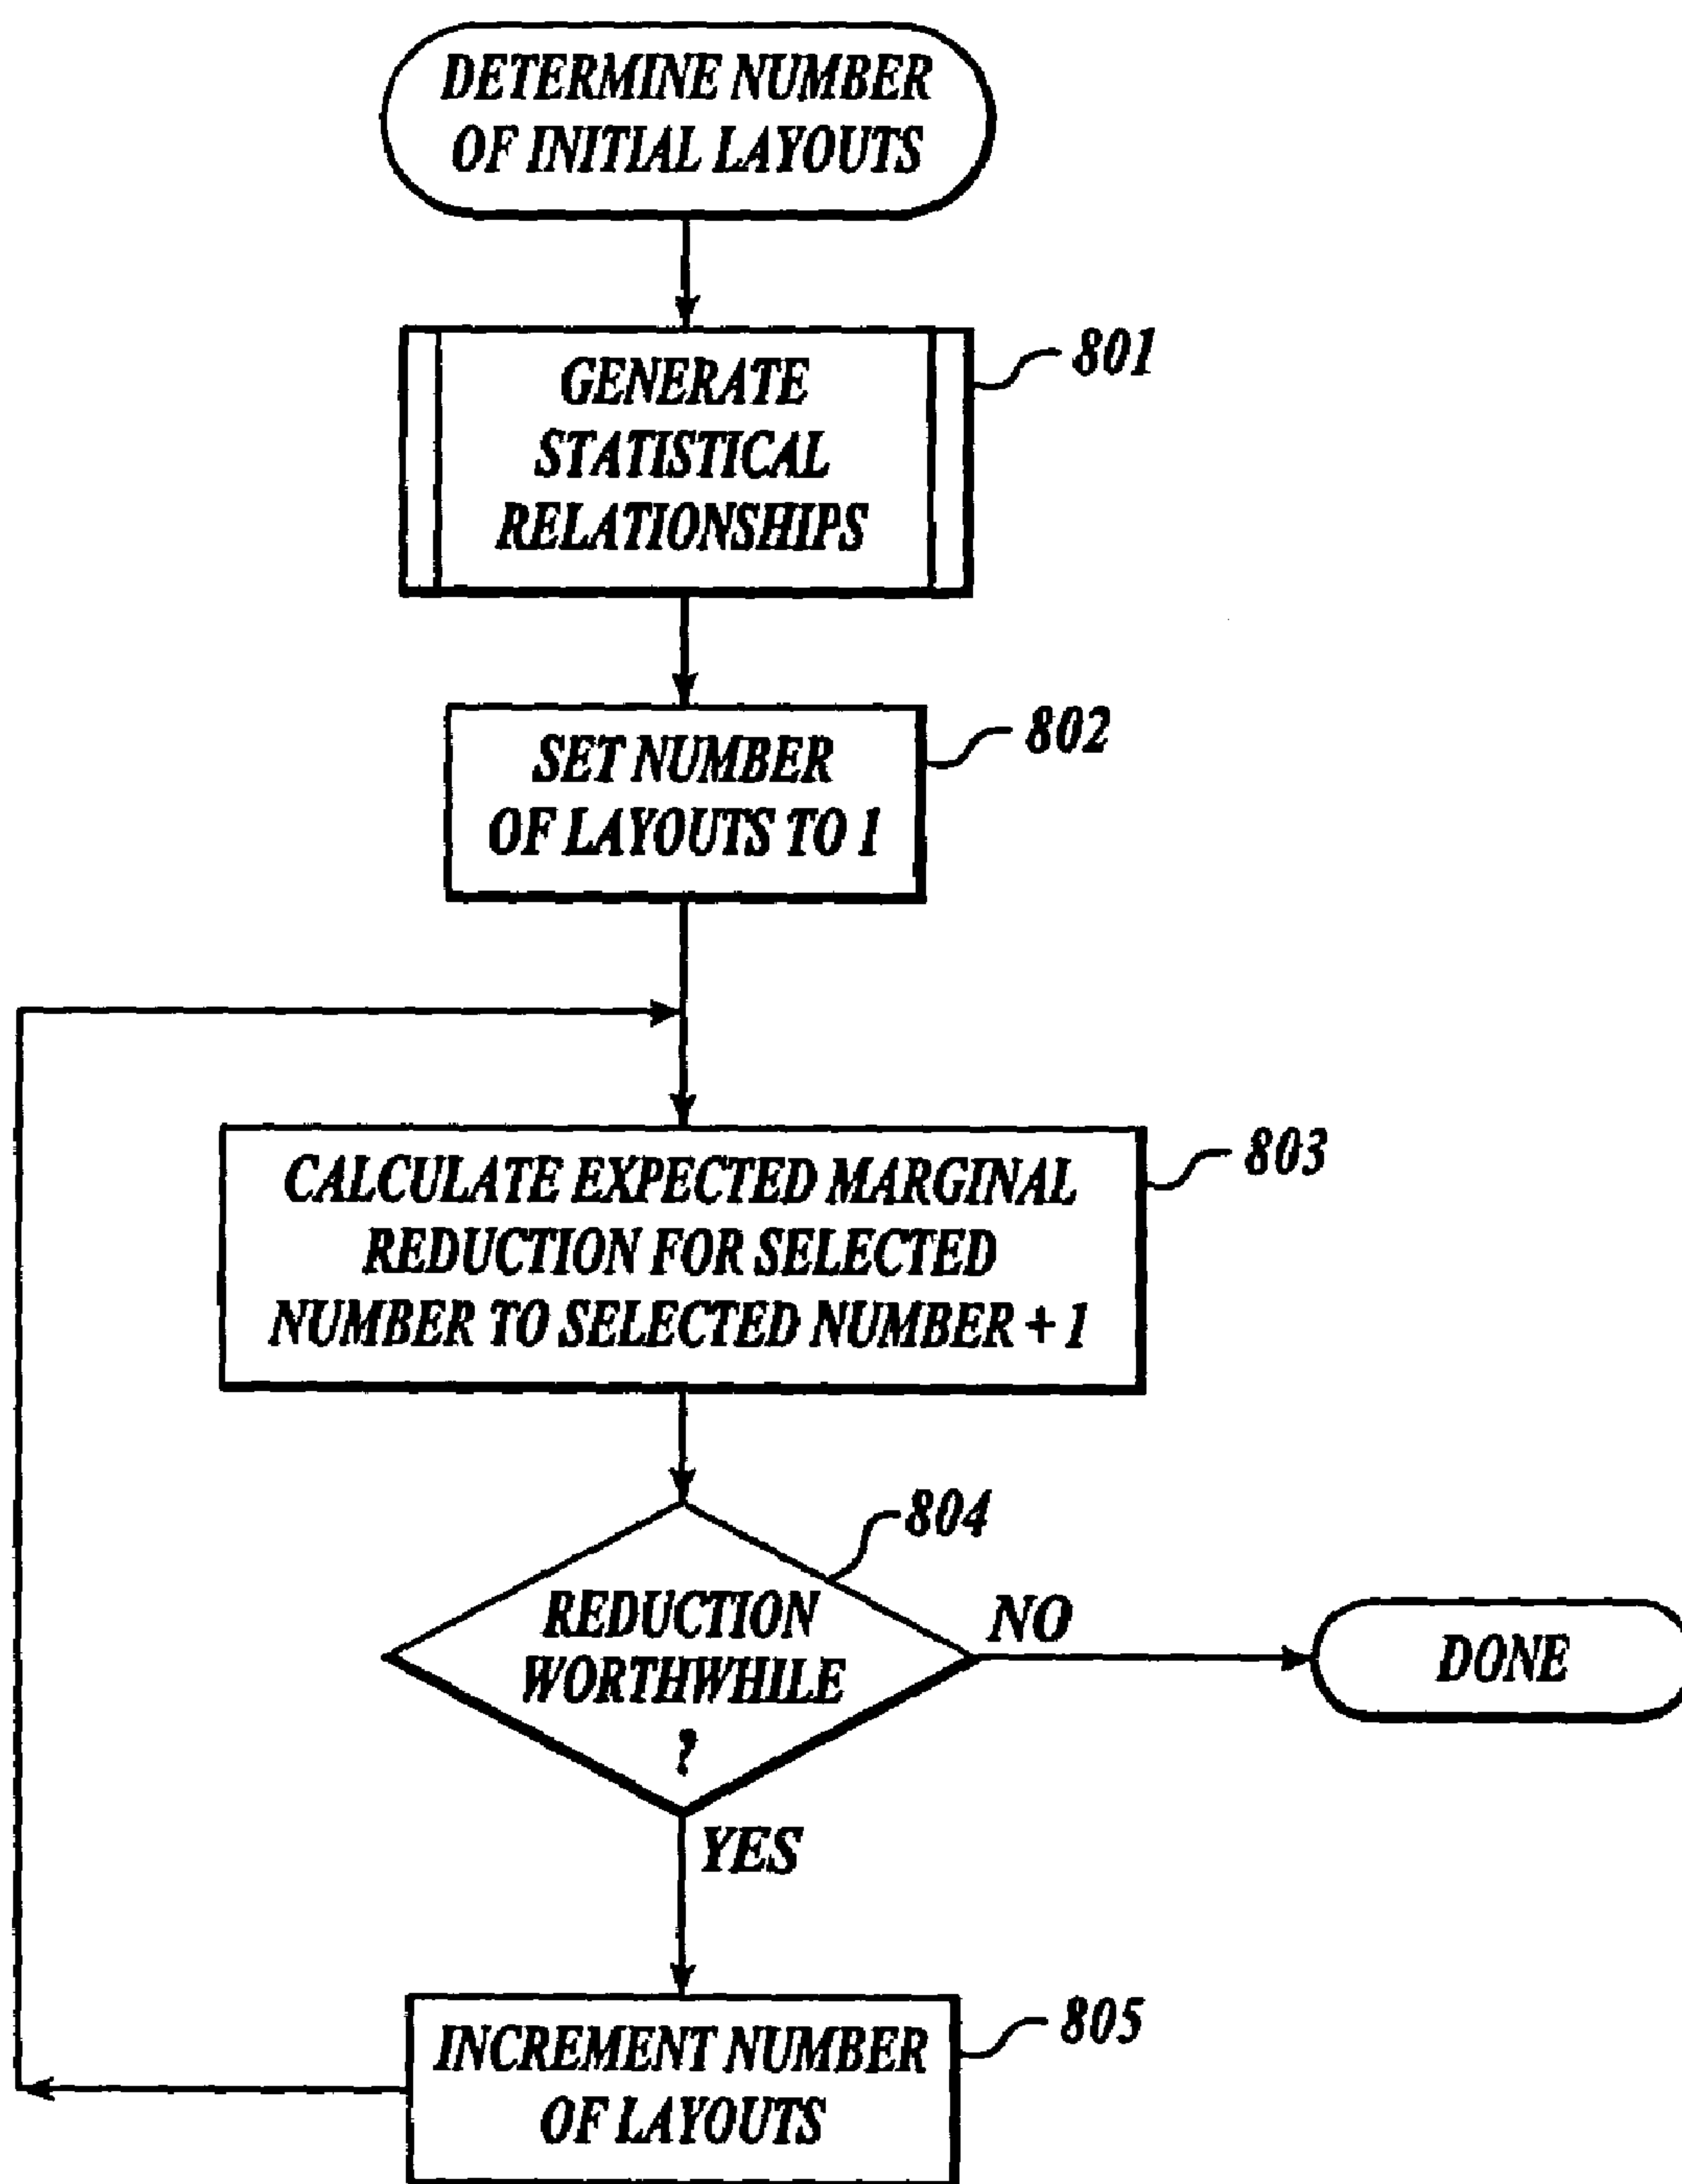 DETERMINE NUMBER
OF INITIAL LAYOUTS
GENERATE
STATISTICAL
RELATIONSHIPS
801
SET NUMBER
OF LAYOUTS TO 1
802
CALCULATE EXPECTED MARGINAL
REDUCTION FOR SELECTED
NUMBER TO SELECTED NUMBER + 1
803
804
REDUCTION
WORTHWHILE
?
NO
DONE
YES
INCREMENT NUMBER
OF LAYOUTS
805